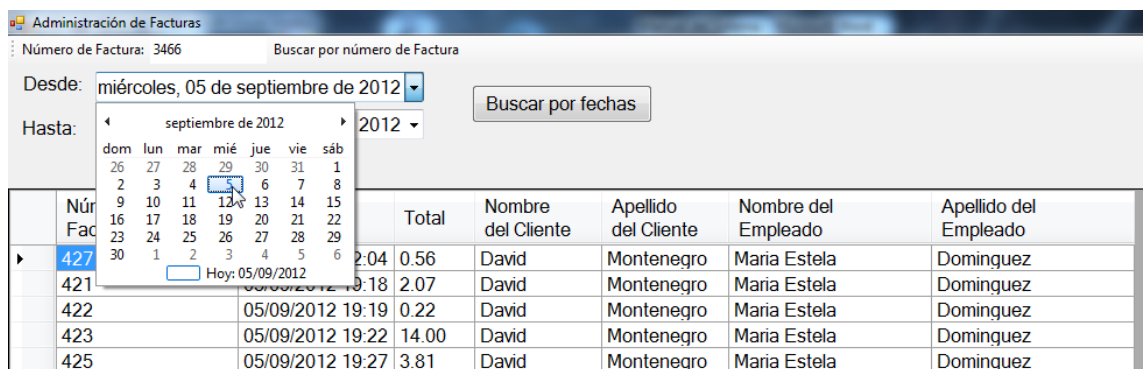 Administración de Facturas
Número de Factura: 3466 Buscar por número de Factura
Desde: miércoles, 05 de septiembre de 2012
Buscar por fechas
Hasta: 2012
septiembre de 2012
dom lun mar mié jue vie sáb
26 27 28 29 30 31 1
2 3 4 5 6 7 8
9 10 11 12 13 14 15
16 17 18 19 20 21 22
23 24 25 26 27 28 29
30 1 2 3 4 5 6
Hoy: 05/09/2012
Total Nombre del Cliente Apellido del Cliente Nombre del Empleado Apellido del Empleado
427 2:04 0.56 David Montenegro Maria Estela Dominguez
421 05/09/2012 19:18 2.07 David Montenegro Maria Estela Dominguez
422 05/09/2012 19:19 0.22 David Montenegro Maria Estela Dominguez
423 05/09/2012 19:22 14.00 David Montenegro Maria Estela Dominguez
425 05/09/2012 19:27 3.81 David Montenegro Maria Estela Dominguez